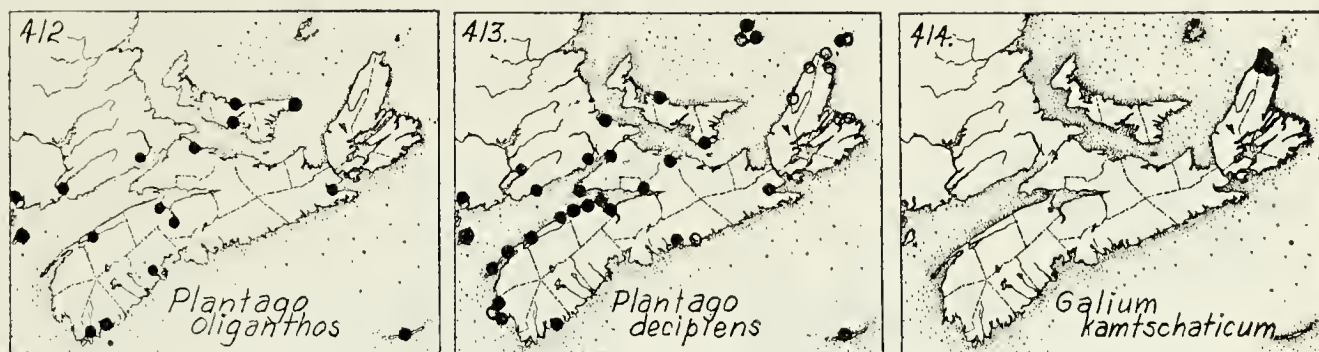 412
Plantago
oliganthos
413.
Plantago
decipiens
414.
Galium
kamtschaticum